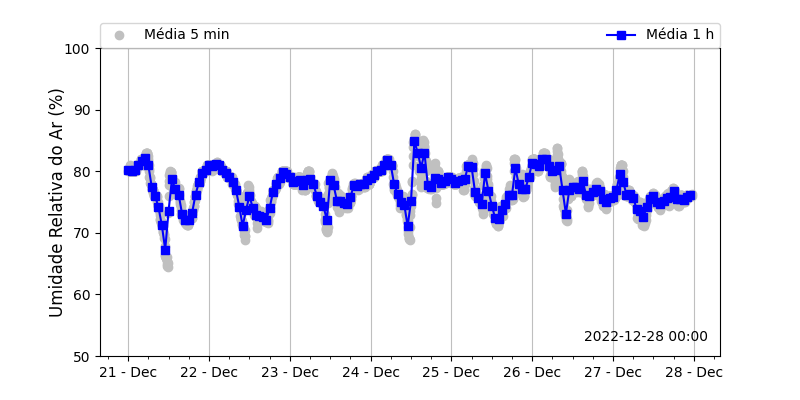 Média 5 min
Média 1 h
Umidade Relativa do Ar (%)
100
90
80
70
60
50
2022-12-28 00:00
21 - Dec
22 - Dec
23 - Dec
24 - Dec
25 - Dec
26 - Dec
27 - Dec
28 - Dec